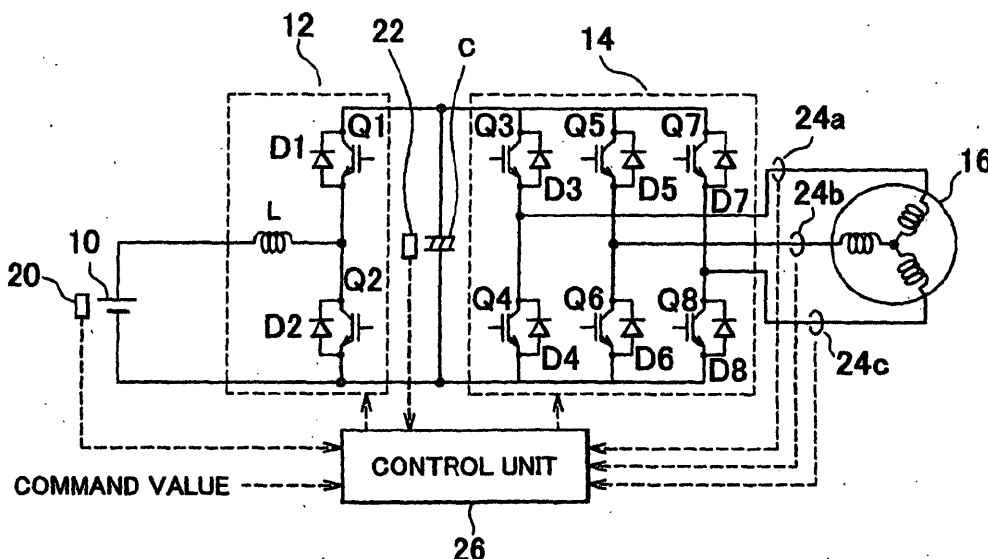 12
22
C
14
Q1
D1
Q3
Q5
Q7
24a
16
D3
D5
D7
24b
L
10
20
Q2
D2
Q4
Q6
Q8
D4
D6
D8
24c
CONTROL UNIT
COMMAND VALUE
26